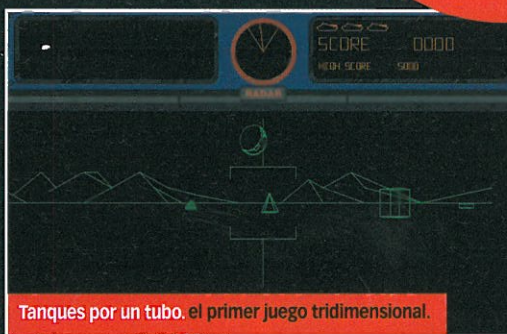 SCORE 0000
HIGH SCORE 5000
RADAR
Tanques por un tubo, el primer juego tridimensional.